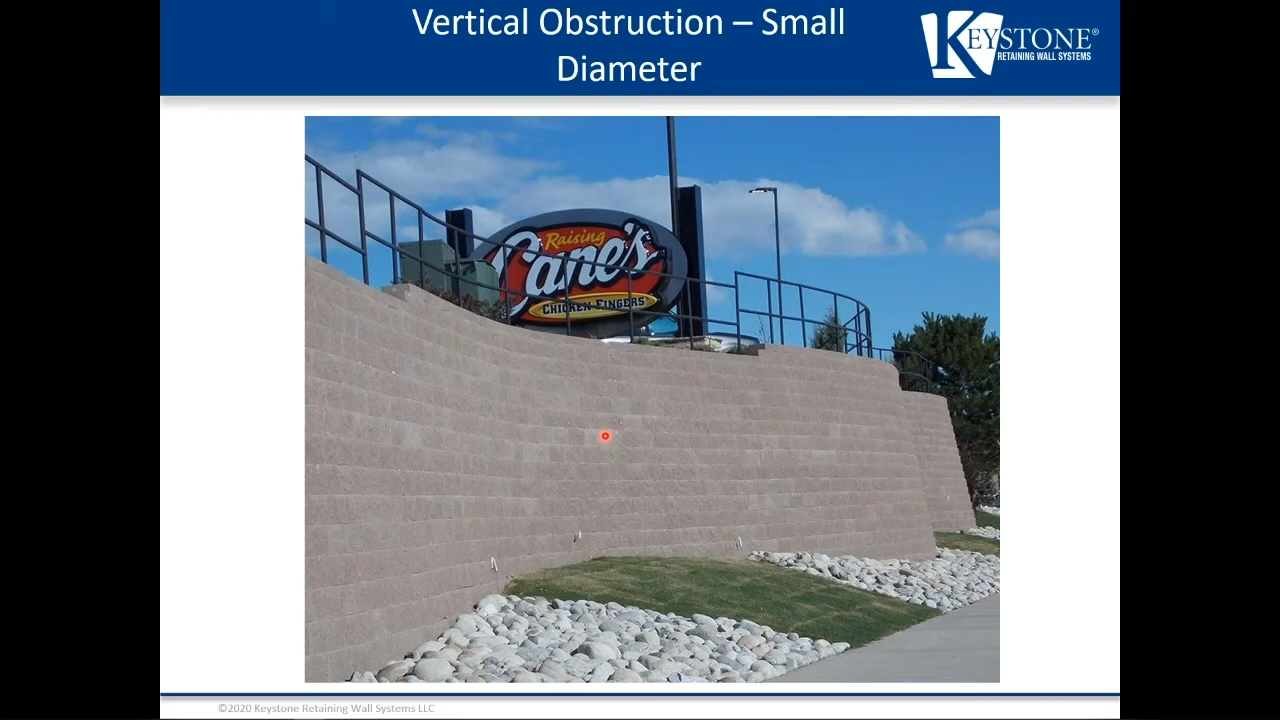 Vertical Obstruction – Small
Diameter
KEYSTONE®
RETAINING WALL SYSTEMS
Raising
Cane's
CHICKEN FINGERS
©2020 Keystone Retaining Wall Systems LLC